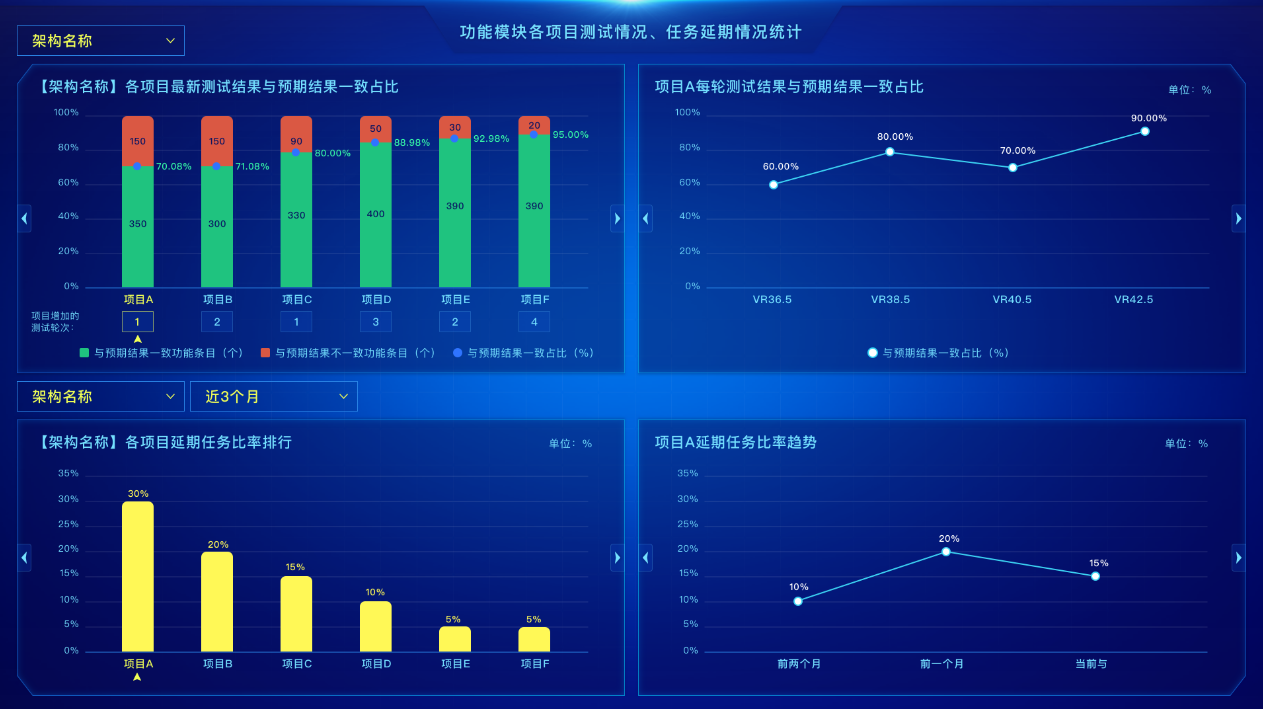 功能模块各项目测试情况、任务延期情况统计
架构名称
【架构名称】各项目最新测试结果与预期结果一致占比
100%
80%
60%
40%
20%
0%
150 150 90 50 30 20
70.08% 71.08% 80.00% 88.98% 92.98% 95.00%
350 300 330 400 390 390
项目A 项目B 项目C 项目D 项目E 项目F
项目增加的
测试轮次:
1 2 1 3 2 4
与预期结果一致功能条目（个） 与预期结果不一致功能条目（个） 与预期结果一致占比（%）
项目A每轮测试结果与预期结果一致占比
单位: %
100%
80%
60%
40%
20%
0%
60.00% 80.00% 70.00% 90.00%
VR36.5 VR38.5 VR40.5 VR42.5
与预期结果一致占比（%）
架构名称 近3个月
【架构名称】各项目延期任务比率排行
单位: %
35%
30%
25%
20%
15%
10%
5%
0%
30% 20% 15% 10% 5% 5%
项目A 项目B 项目C 项目D 项目E 项目F
项目A延期任务比率趋势
单位: %
35%
30%
25%
20%
15%
10%
5%
0%
10% 20% 15%
前两个月 前一个月 当前与